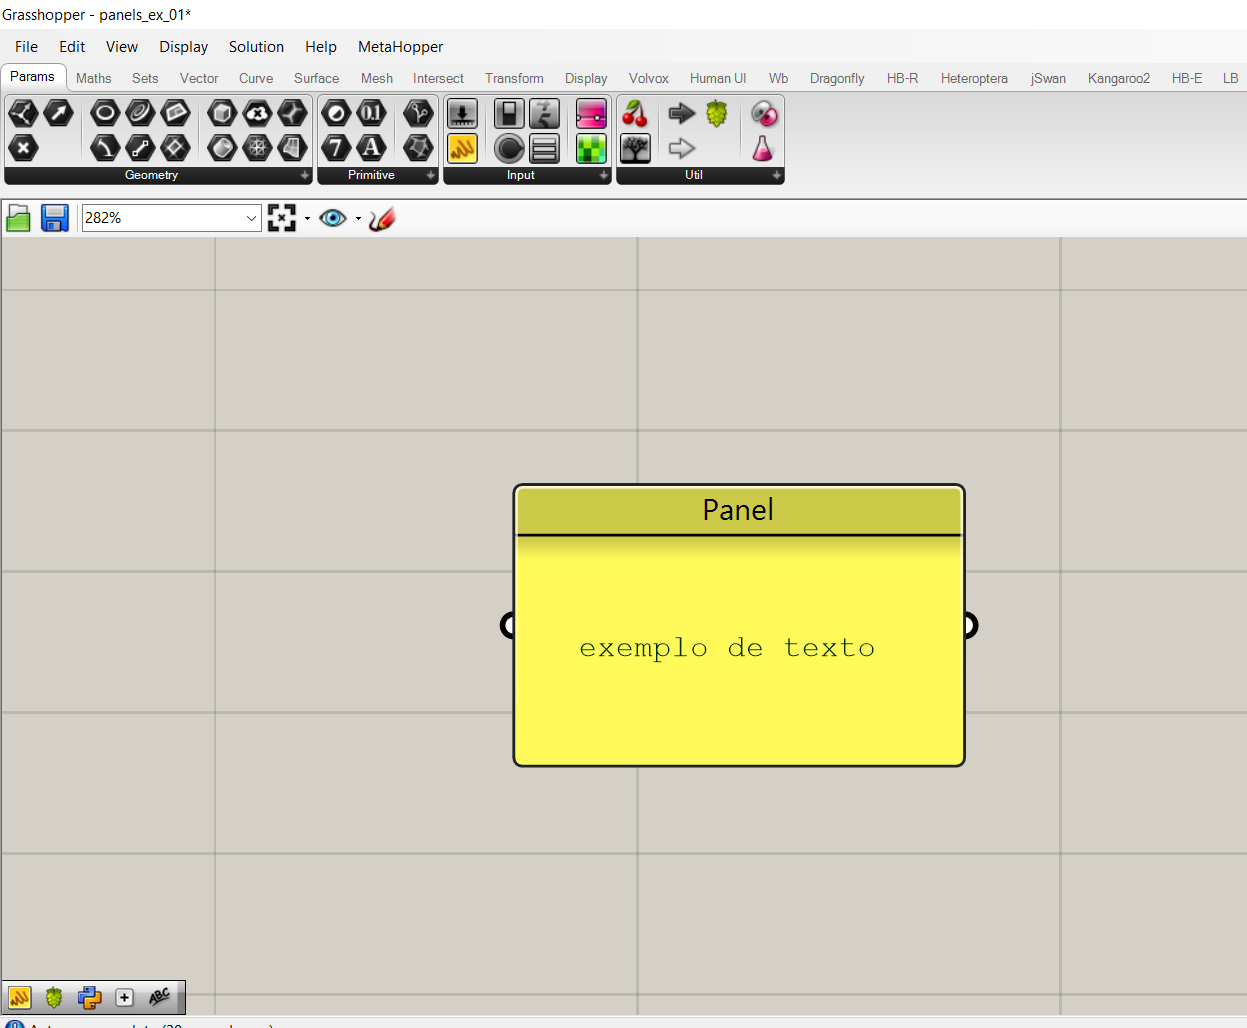 Grasshopper - panels_ex_01*
File Edit View Display Solution Help MetaHopper
Params Maths Sets Vector Curve Surface Mesh Intersect Transform Display Volvox Human UI Wb Dragonfly HB-R Heteroptera jSwan Kangaroo2 HB-E LB
0.1
7 A
Geometry Primitive Input Util
282%
Panel
exemplo de texto
ABC